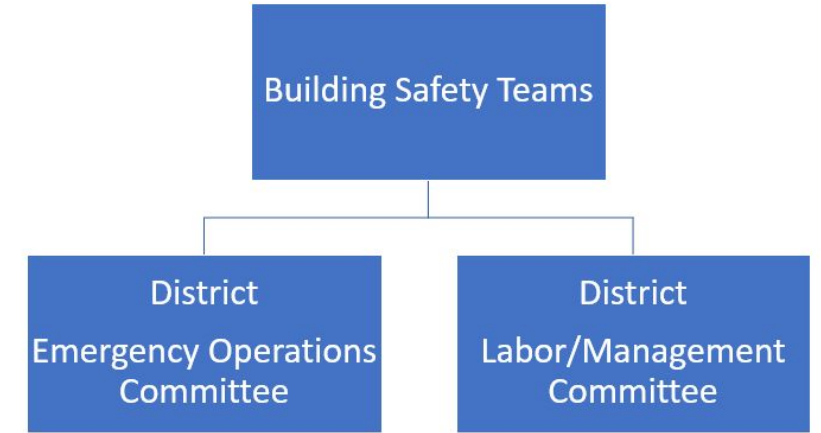 Building Safety Teams
District
Emergency Operations
Committee
District
Labor/Management
Committee